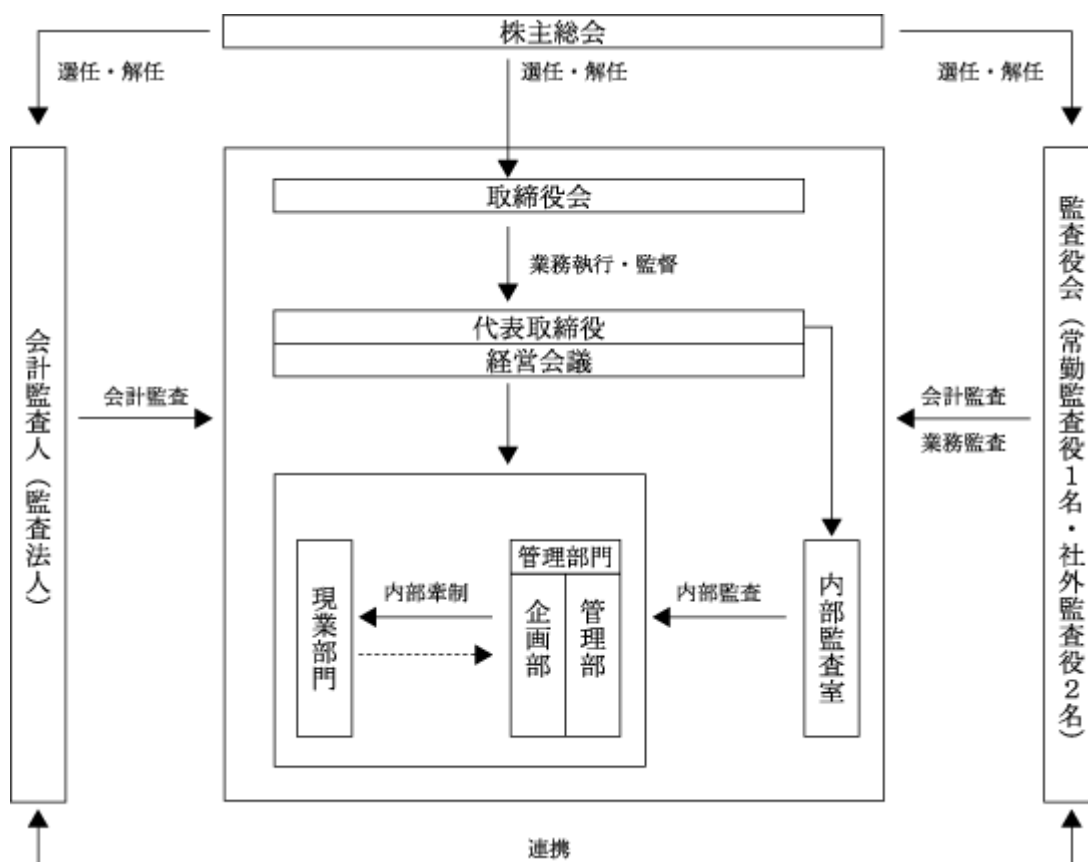 株主総会
選任・解任
選任・解任
選任・解任
取締役会
業務執行・監督
代表取締役
経営会議
会計監査人（監査法人）
会計監査
会計監査
業務監査
監査役会（常勤監査役1名・社外監査役2名）
管理部門
現業部門
内部牽制
企画部
管理部
内部監査
内部監査室
連携